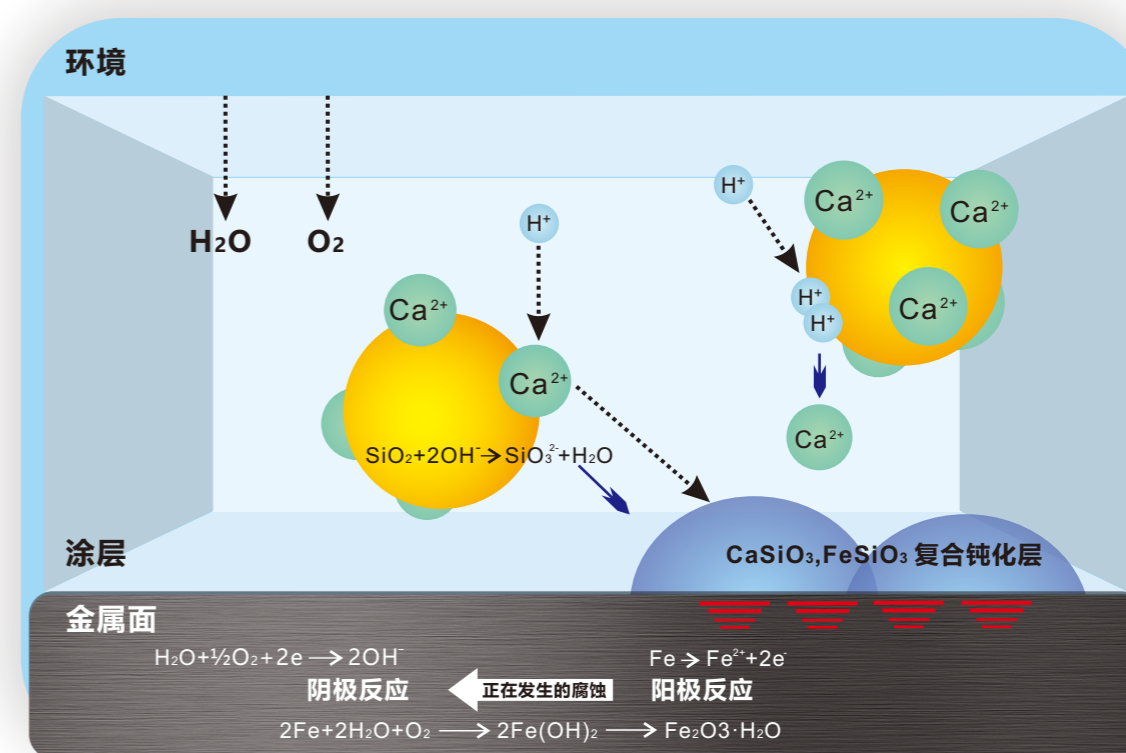 环境
H₂O O₂
H⁺
H⁺
Ca²⁺
Ca²⁺
H⁺
H⁺
Ca²⁺
Ca²⁺
Ca²⁺
Ca²⁺
SiO₂+2OH⁻→SiO₃²⁻+H₂O
涂层
CaSiO₃,FeSiO₃ 复合钝化层
金属面
H₂O+½O₂+2e→2OH⁻
Fe→Fe²⁺+2e⁻
阴极反应 正在发生的腐蚀 阳极反应
2Fe+2H₂O+O₂→2Fe(OH)₂→Fe₂O3·H₂O